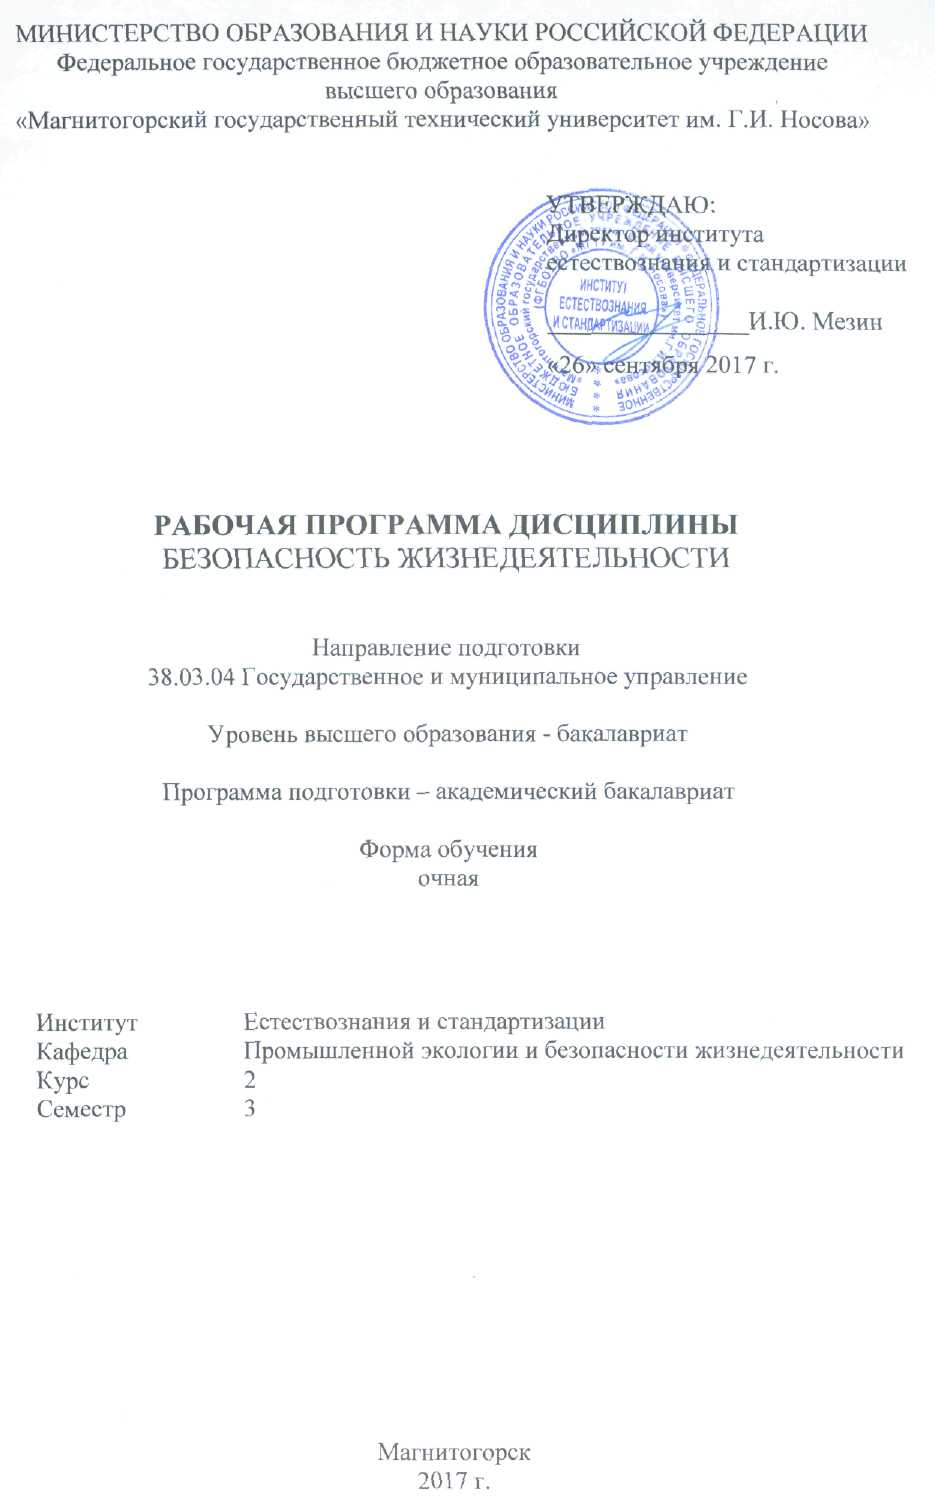 МИНИСТЕРСТВО ОБРАЗОВАНИЯ И НАУКИ РОССИЙСКОЙ ФЕДЕРАЦИИ
Федеральное государственное бюджетное образовательное учреждение
высшего образования
«Магнитогорский государственный технический университет им. Г.И. Носова»
УТВЕРЖДАЮ:
Директор института
естествознания и стандартизации
И.Ю. Мезин
«26» сентября 2017 г.
ИНСТИТУТ
ЕСТЕСТВОЗНАНИЯ
И СТАНДАРТИЗАЦИИ
РАБОЧАЯ ПРОГРАММА ДИСЦИПЛИНЫ
БЕЗОПАСНОСТЬ ЖИЗНЕДЕЯТЕЛЬНОСТИ
Направление подготовки
38.03.04 Государственное и муниципальное управление
Уровень высшего образования - бакалавриат
Программа подготовки – академический бакалавриат
Форма обучения
очная
Институт Естествознания и стандартизации
Кафедра Промышленной экологии и безопасности жизнедеятельности
Курс 2
Семестр 3
Магнитогорск
2017 г.